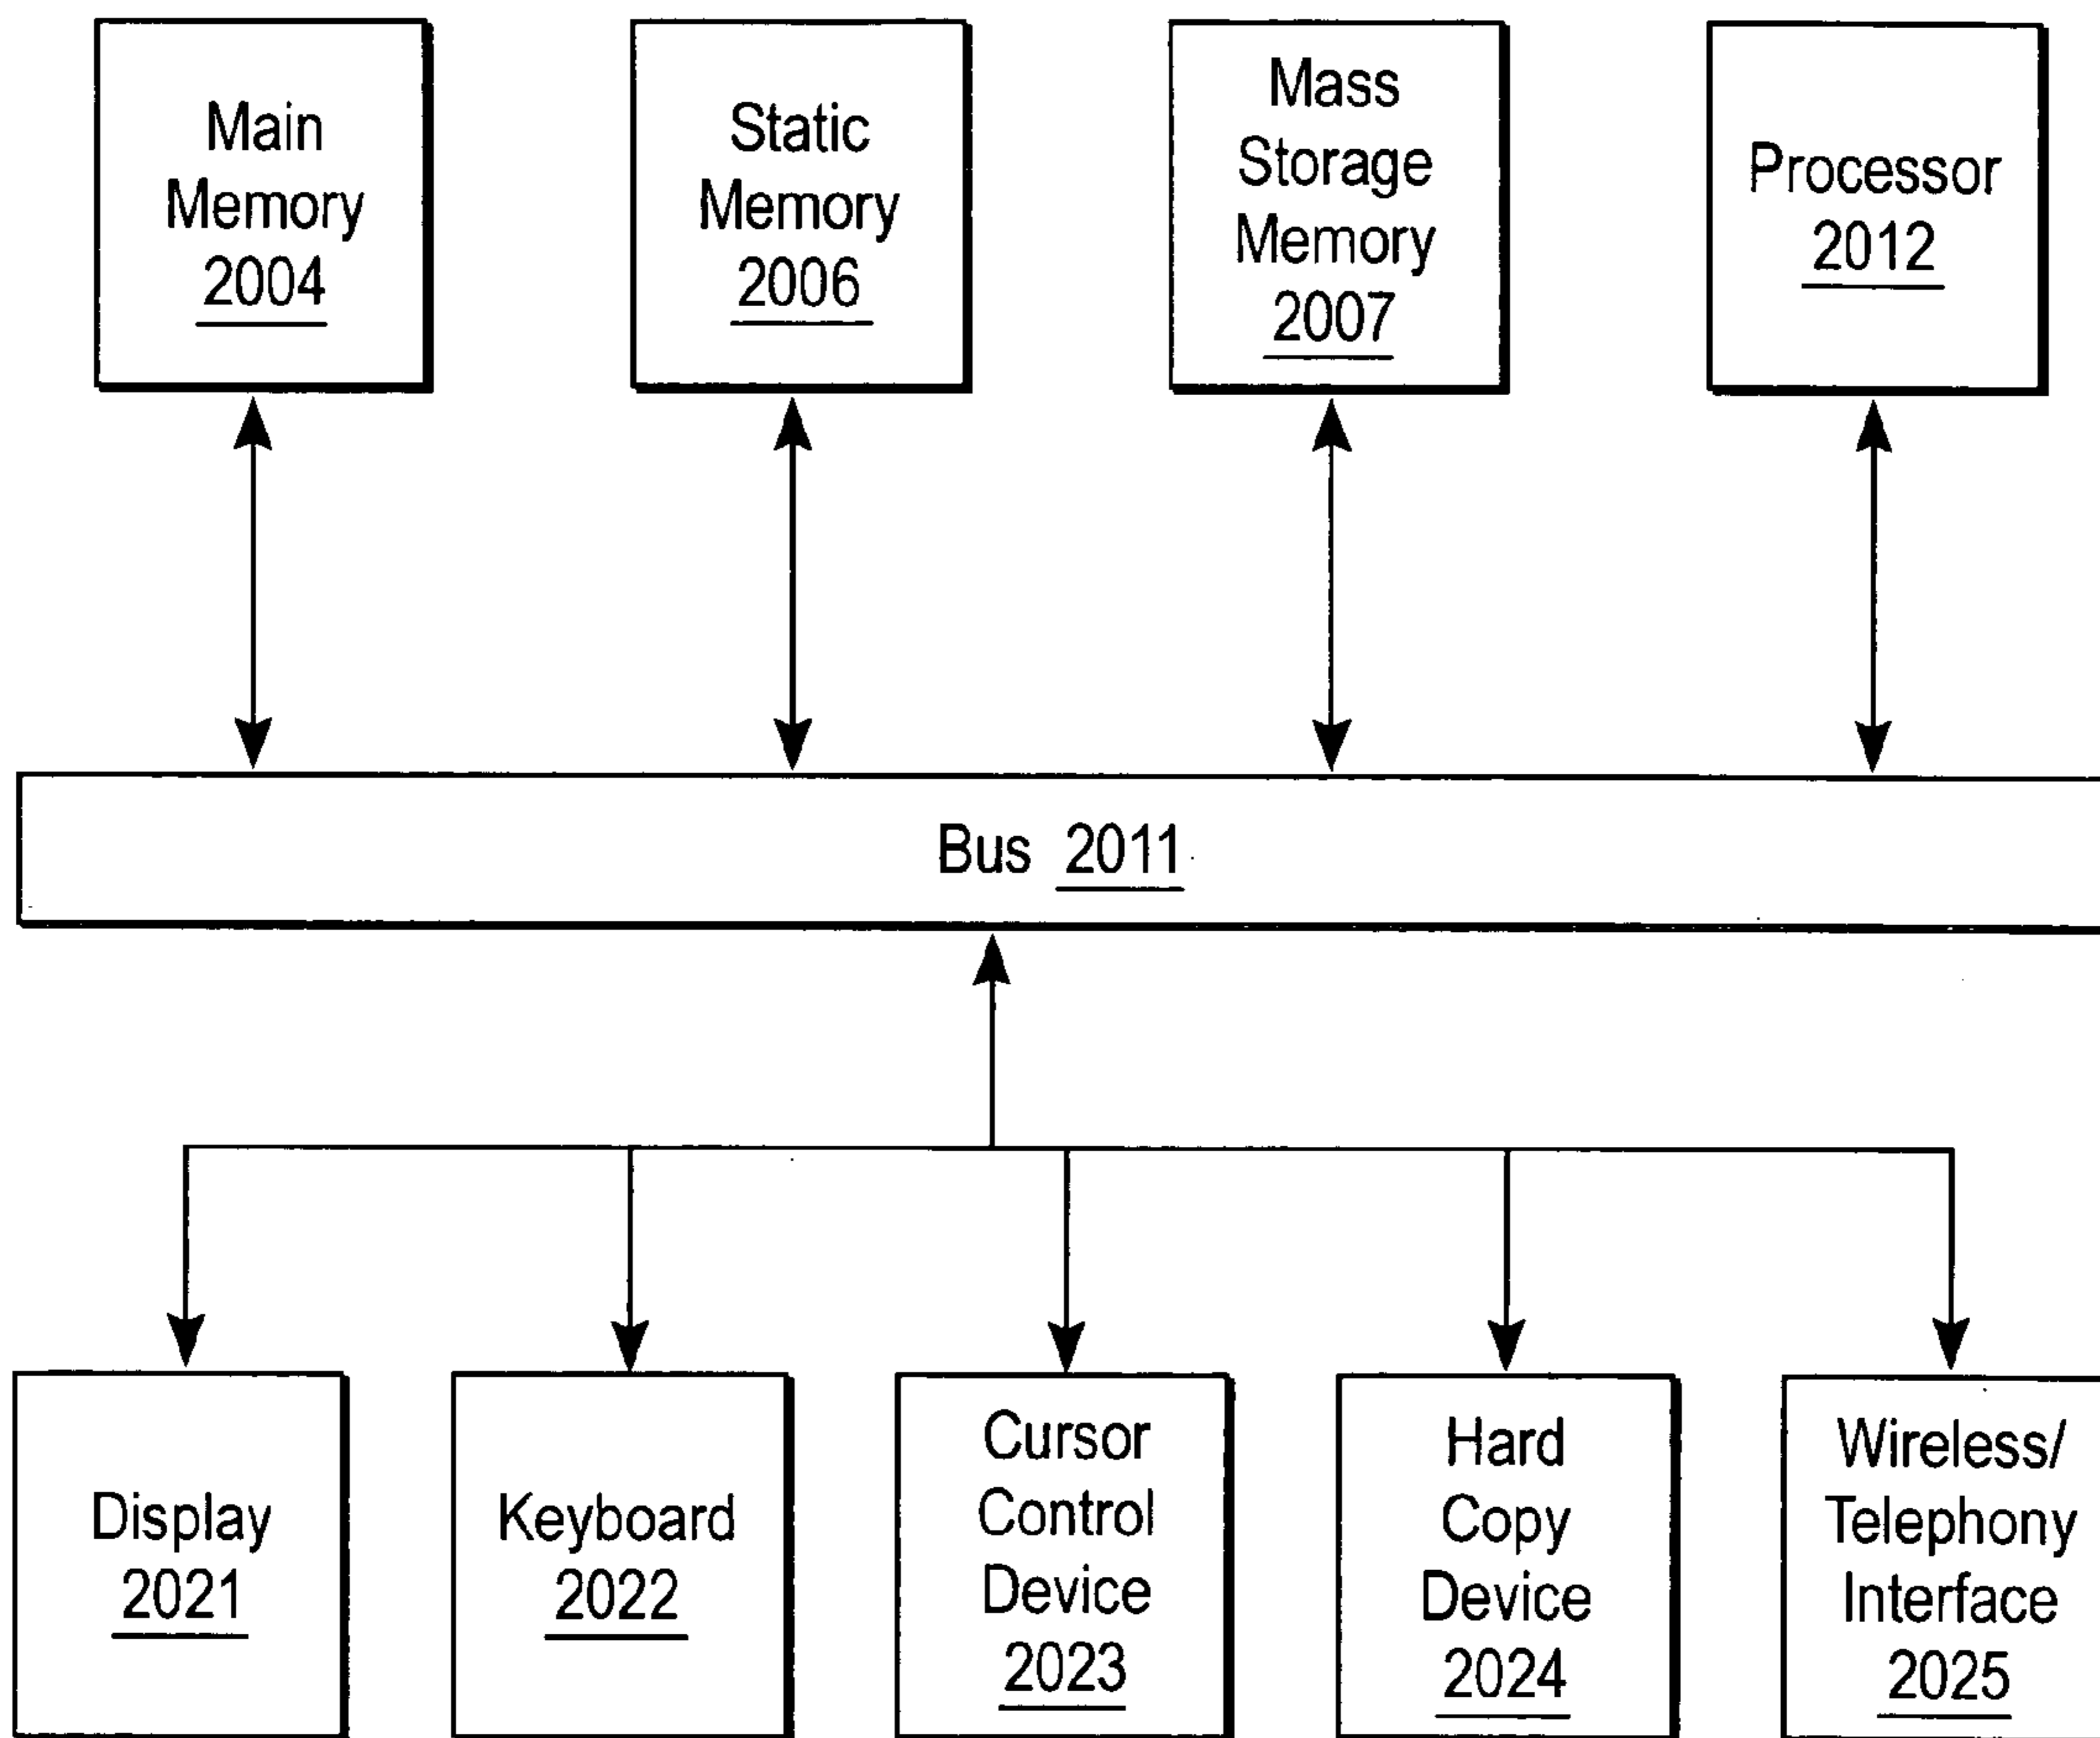 Main
Memory
2004
Static
Memory
2006
Mass
Storage
Memory
2007
Processor
2012
Bus 2011
Display
2021
Keyboard
2022
Cursor
Control
Device
2023
Hard
Copy
Device
2024
Wireless/
Telephony
Interface
2025